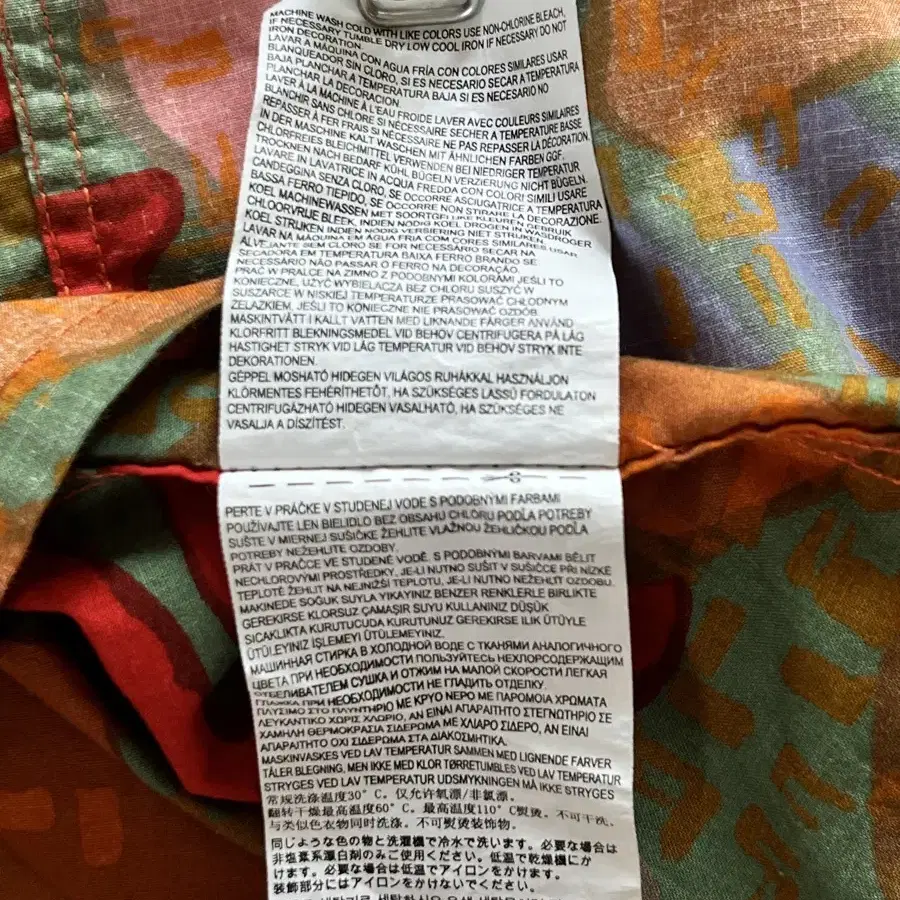 MACHINE WASH COLD WITH LIKE COLORS USE NON-CHLORINE BLEACH,
IF NECESSARY TUMBLE DRY LOW COOL IRON IF NECESSARY DO NOT
IRON DECORATION.
LAVAR A MÁQUINA CON AGUA FRÍA CON COLORES SIMILARES USAR
BLANQUEADOR SIN CLORO, SI ES NECESARIO SECAR A TEMPERATURA
BAJA PLANCHAR A TEMPERATURA BAJA SI ES NECESARIO NO
PLANCHAR LA DECORACION.
LAVER À LA MACHINE À L'EAU FROIDE LAVER AVEC COULEURS SIMILAIRES
BLANCHIR SANS CHLORE SI NÉCESSAIRE SECHER A TEMPERATURE BASSE
REPASSER À FER FRAIS SI NÉCESSAIRE NE PAS REPASSER LA DÉCORATION.
IN DER MASCHINE KALT WASCHEN MIT ÄHNLICHEN FARBEN GGF.
CHLORFREIES BLEICHMITTEL VERWENDEN BEI NIEDRIGER TEMPERATUR
TROCKNEN NACH BEDARF KÜHL BÜGELN VERZIERUNG NICHT BÜGELN.
LAVARE IN LAVATRICE IN ACQUA FREDDA CON COLORI SIMILI USARE
CANDEGGINA SENZA CLORO, SE OCCORRE ASCIUGATRICE A TEMPERATURA
BASSA FERRO TIEPIDO, SE OCCORRE NON STIRARE LA DECORAZIONE.
KOEL MACHINEWASSEN MET SOORTGELIJKE KLEUREN GEBRUIK
CHLOORVRIJE BLEEK, INDIEN NODIG KOEL DROGEN IN WASDROGER
KOEL STRIJKEN INDIEN NODIG VERSIERING NIET STRIJKEN.
LAVAR NA MÁQUINA EM ÁGUA FRIA COM CORES SIMILARES USAR
ALVEJANTE SEM CLORO SE FOR NECESSÁRIO SECAR NA
SECADORA EM TEMPERATURA BAIXA FERRO BRANDO SE
NECESSÁRIO NÃO PASSAR O FERRO NA DECORAÇÃO.
PRAĆ W PRALCE NA ZIMNO Z PODOBNYMI KOLORAMI JEŚLI TO
KONIECZNE, UŻYĆ WYBIELACZA BEZ CHLORU SUSZYĆ W
SUSZARCE W NISKIEJ TEMPERATURZE PRASOWAĆ CHŁODNYM
ŻELAZKIEM, JEŚLI TO KONIECZNE NIE PRASOWAĆ OZDÓB
MASKINTVÄTT I KALLT VATTEN MED LIKNANDE FÄRGER ANVÄND
KLORFRITT BLEKNINGSMEDEL VID BEHOV CENTRIFUGERA PÅ LÅG
HASTIGHET STRYK VID LÅG TEMPERATUR VID BEHOV STRYK INTE
DEKORATIONEN.
GÉPPEL MOSHATÓ HIDEGEN VILÁGOS RUHÁKKAL HASZNÁLJON
KLÓRMENTES FEHÉRÍTHETŐT, HA SZÜKSÉGES LASSÚ FORDULATON
CENTRIFUGÁZHATÓ HIDEGEN VASALHATÓ, HA SZÜKSÉGES NE
VASALJA A DÍSZÍTÉST.
PERTE V PRÁČKE V STUDENEJ VODE S PODOBNÝMI FARBAMI
POUŽÍVAJTE LEN BIELIDLO BEZ OBSAHU CHLÓRU PODĽA POTREBY
SUŠTE V MIERNEJ SUŠIČKE ŽEHLITE VLAŽNOU ŽEHLIČKOU PODĽA
POTREBY NEŽEHLITE OZDOBY.
PRÁT V PRAČCE VE STUDENÉ VODĚ, S PODOBNÝMI BARVAMI BĚLIT
NECHLOROVÝMI PROSTŘEDKY, JE-LI NUTNO SUŠIT V SUŠIČCE PŘI NÍZKÉ
TEPLOTĚ ŽEHLIT NA NEJNIŽŠÍ TEPLOTU, JE-LI NUTNO NEŽEHLIT OZDOBU.
MAKINEDE SOĞUK SUYLA YIKAYINIZ BENZER RENKLERLE BIRLIKTE
GEREKIRSE KLORSUZ ÇAMAŞIR SUYU KULLANINIZ DÜŞÜK
SICAKLIKTA KURUTUCUDA KURUTUNUZ GEREKIRSE ILIK ÜTÜYLE
ÜTÜLEYINIZ IŞLEMEYI ÜTÜLEMEYINIZ.
МАШИННАЯ СТИРКА В ХОЛОДНОЙ ВОДЕ С ТКАНЯМИ АНАЛОГИЧНОГО
ЦВЕТА ПРИ НЕОБХОДИМОСТИ ПОЛЬЗУЙТЕСЬ НЕХЛОРСОДЕРЖАЩИМ
ОТБЕЛИВАТЕЛЕМ СУШКА И ОТЖИМ НА МАЛОЙ СКОРОСТИ ЛЕГКАЯ
ГЛАЖКА ПРИ НЕОБХОДИМОСТИ НЕ ГЛАДИТЬ ОТДЕЛКУ.
ΠΛΥΣΙΜΟ ΣΤΟ ΠΛΥΝΤΗΡΙΟ ΜΕ ΚΡΥΟ ΝΕΡΟ ΜΕ ΠΑΡΟΜΟΙΑ ΧΡΩΜΑΤΑ
ΛΕΥΚΑΝΤΙΚΟ ΧΩΡΙΣ ΧΛΩΡΙΟ, ΑΝ ΕΙΝΑΙ ΑΠΑΡΑΙΤΗΤΟ ΣΤΕΓΝΩΤΗΡΙΟ ΣΕ
ΧΑΜΗΛΗ ΘΕΡΜΟΚΡΑΣΙΑ ΣΙΔΕΡΩΜΑ ΜΕ ΧΛΙΑΡΟ ΣΙΔΕΡΟ, ΑΝ ΕΙΝΑΙ
ΑΠΑΡΑΙΤΗΤΟ ΟΧΙ ΣΙΔΕΡΩΜΑ ΣΤΑ ΔΙΑΚΟΣΜΗΤΙΚΑ.
MASKINVASKES VED LAV TEMPERATUR SAMMEN MED LIGNENDE FARVER
TÅLER BLEGNING, MEN IKKE MED KLOR TØRRETUMBLES VED LAV TEMPERATUR
STRYGES VED LAV TEMPERATUR UDSMYKNINGEN MÅ IKKE STRYGES
常规洗涤温度30° C。仅允许氧漂/非氯漂。
翻转干燥最高温度60° C。最高温度110° C熨烫。不可干洗。
与类似色衣物同时洗涤。不可熨烫装饰物。
同じような色の物と洗濯機で冷水で洗います。必要な場合は
非塩素系漂白剤のみご使用ください。低温で乾燥機にか
けます。必要な場合は低温でアイロンをかけます。
装飾部分にはアイロンをかけないでください。